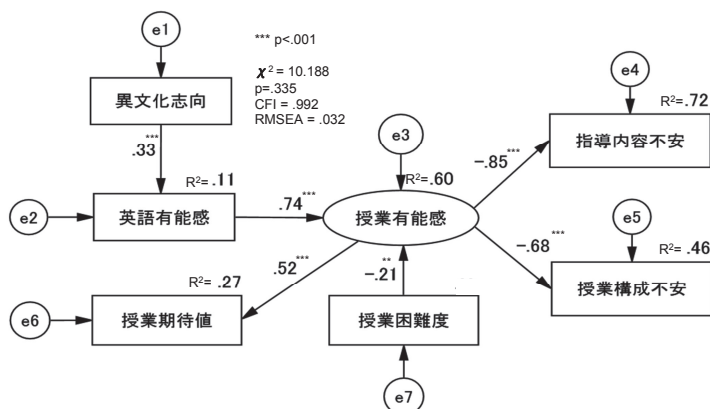 e1
*** p<.001
χ² = 10.188
p=.335
CFI = .992
RMSEA = .032
異文化志向
.33***
e2
R²= .11
英語有能感
.74***
e3
R²= .60
授業有能感
e4
R²= .72
指導内容不安
-.85***
e5
R²= .46
授業構成不安
-.68***
.52***
-.21**
e6
R²= .27
授業期待値
授業困難度
e7